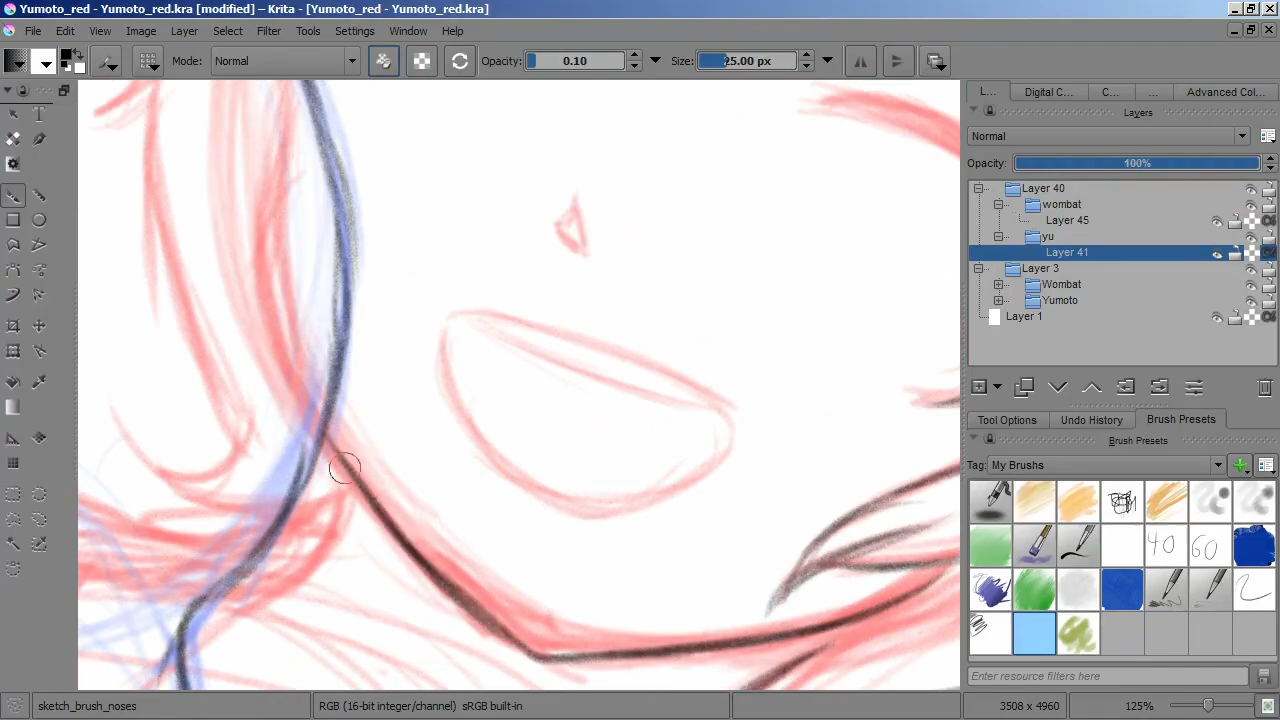 Yumoto_red - Yumoto_red.kra [modified] – Krita - [Yumoto_red - Yumoto_red.kra]
File Edit View Image Layer Select Filter Tools Settings Window Help
Mode: Normal Opacity: 0.10 Size: 25.00 px
L... Digital C... C... ... Advanced Col...
Layers
Normal
Opacity: 100%
Layer 40
wombat
Layer 45
yu
Layer 41
Layer 3
Wombat
Yumoto
Layer 1
Tool Options Undo History Brush Presets
Brush Presets
Tag: My Brushes
40 60
Enter resource filters here
sketch_brush_noses RGB (16-bit integer/channel) sRGB built-in 3508 x 4960 125%